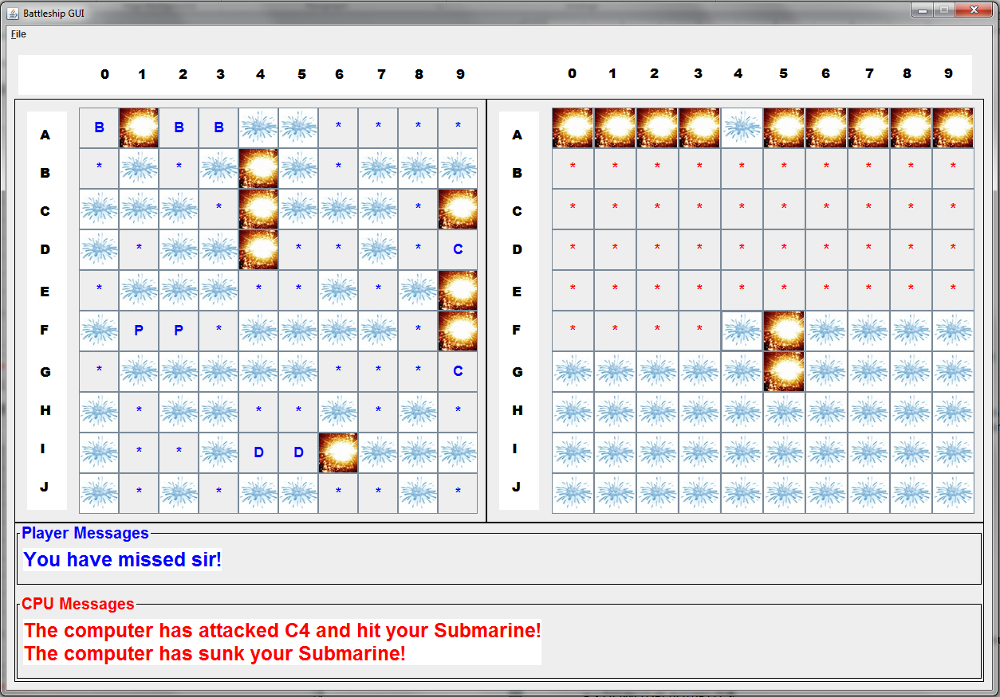 Battleship GUI
File
0 1 2 3 4 5 6 7 8 9 0 1 2 3 4 5 6 7 8 9
A B B B * * * * A
B * * * B * * * * * * * * * *
C * * C * * * * * * * * * *
D * * * * C D * * * * * * * * * *
E * * * * E * * * * * * * * * *
F P P * * F * * * *
G * * * * C G
H * * * * * H
I * * D D I
J * * * * * J
Player Messages
You have missed sir!
CPU Messages
The computer has attacked C4 and hit your Submarine!
The computer has sunk your Submarine!